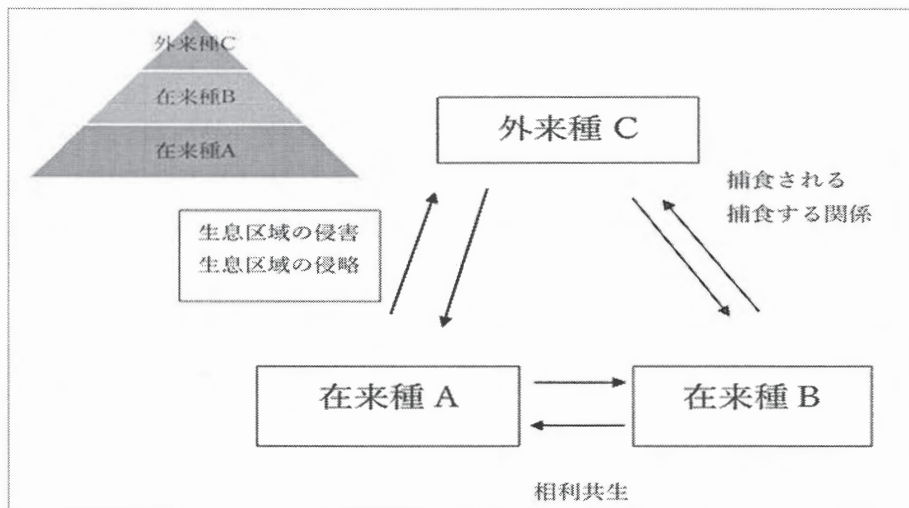 外来種C
在来種B
在来種A
外来種 C
捕食される
捕食する関係
生息区域の侵害
生息区域の侵略
在来種 A
在来種 B
相利共生